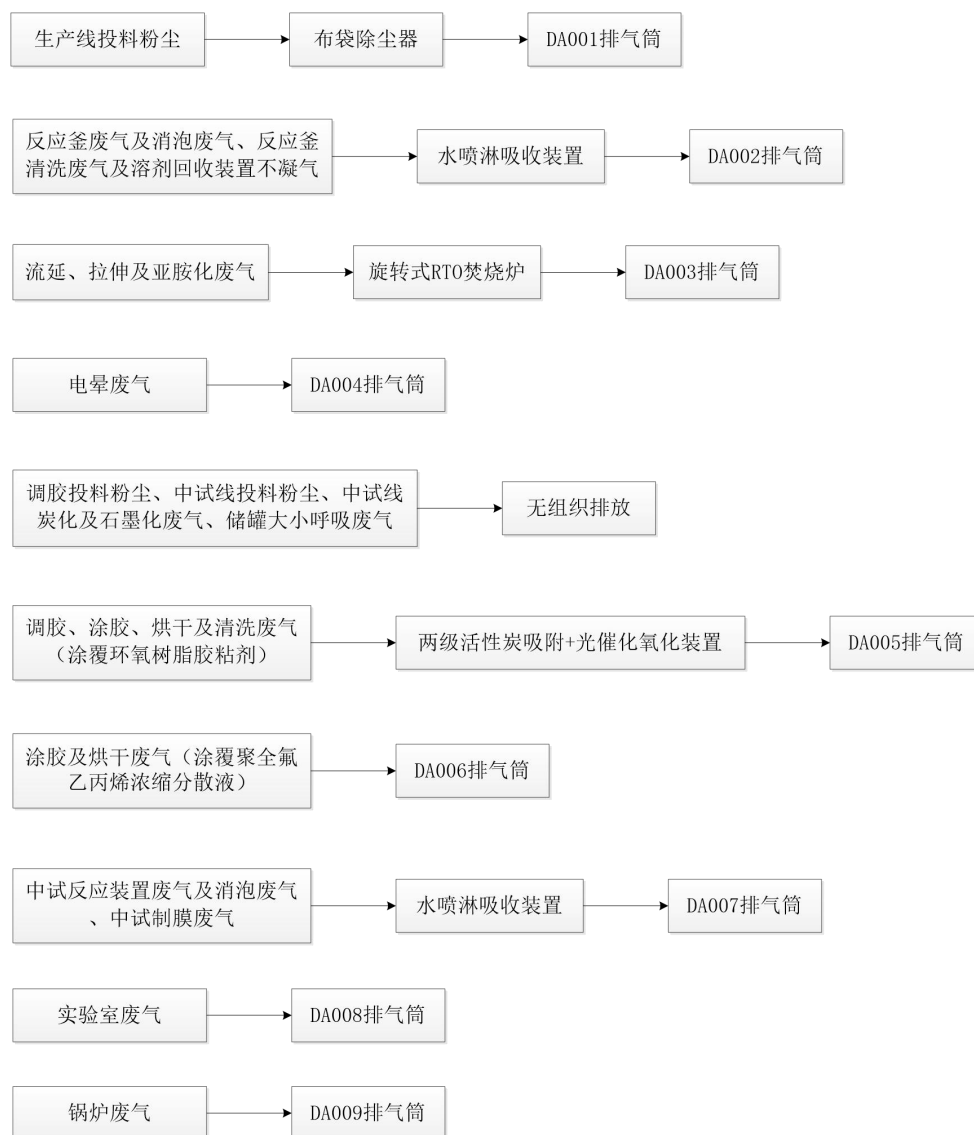 生产线投料粉尘
布袋除尘器
DA001排气筒
反应釜废气及消泡废气、反应釜
清洗废气及溶剂回收装置不凝气
水喷淋吸收装置
DA002排气筒
流延、拉伸及亚胺化废气
旋转式RTO焚烧炉
DA003排气筒
电晕废气
DA004排气筒
调胶投料粉尘、中试线投料粉尘、中试线
炭化及石墨化废气、储罐大小呼吸废气
无组织排放
调胶、涂胶、烘干及清洗废气
（涂覆环氧树脂胶粘剂）
两级活性炭吸附+光催化氧化装置
DA005排气筒
涂胶及烘干废气（涂覆聚全氟
乙丙烯浓缩分散液）
DA006排气筒
中试反应装置废气及消泡废气
、中试制膜废气
水喷淋吸收装置
DA007排气筒
实验室废气
DA008排气筒
锅炉废气
DA009排气筒